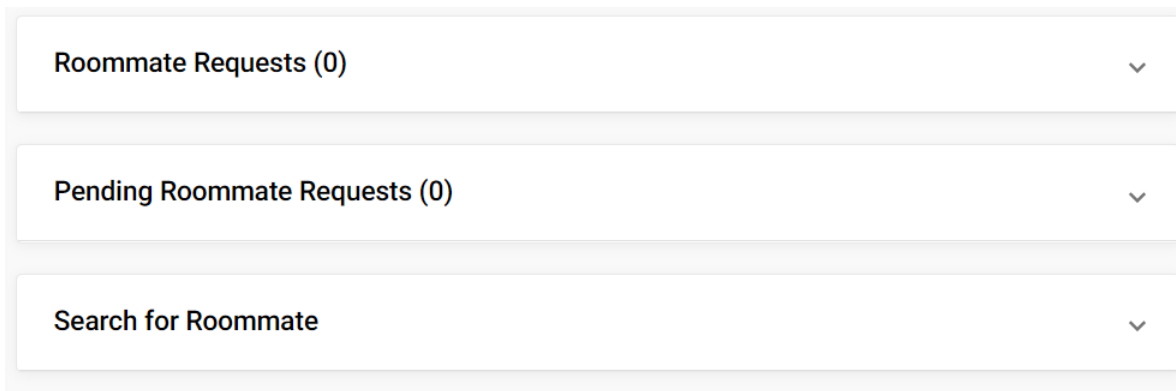 Roommate Requests (0)
Pending Roommate Requests (0)
Search for Roommate